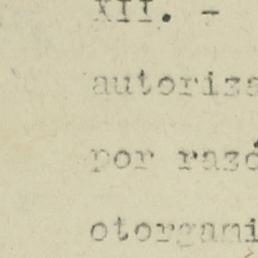 XII. -
autoriza
por razó
otorgami